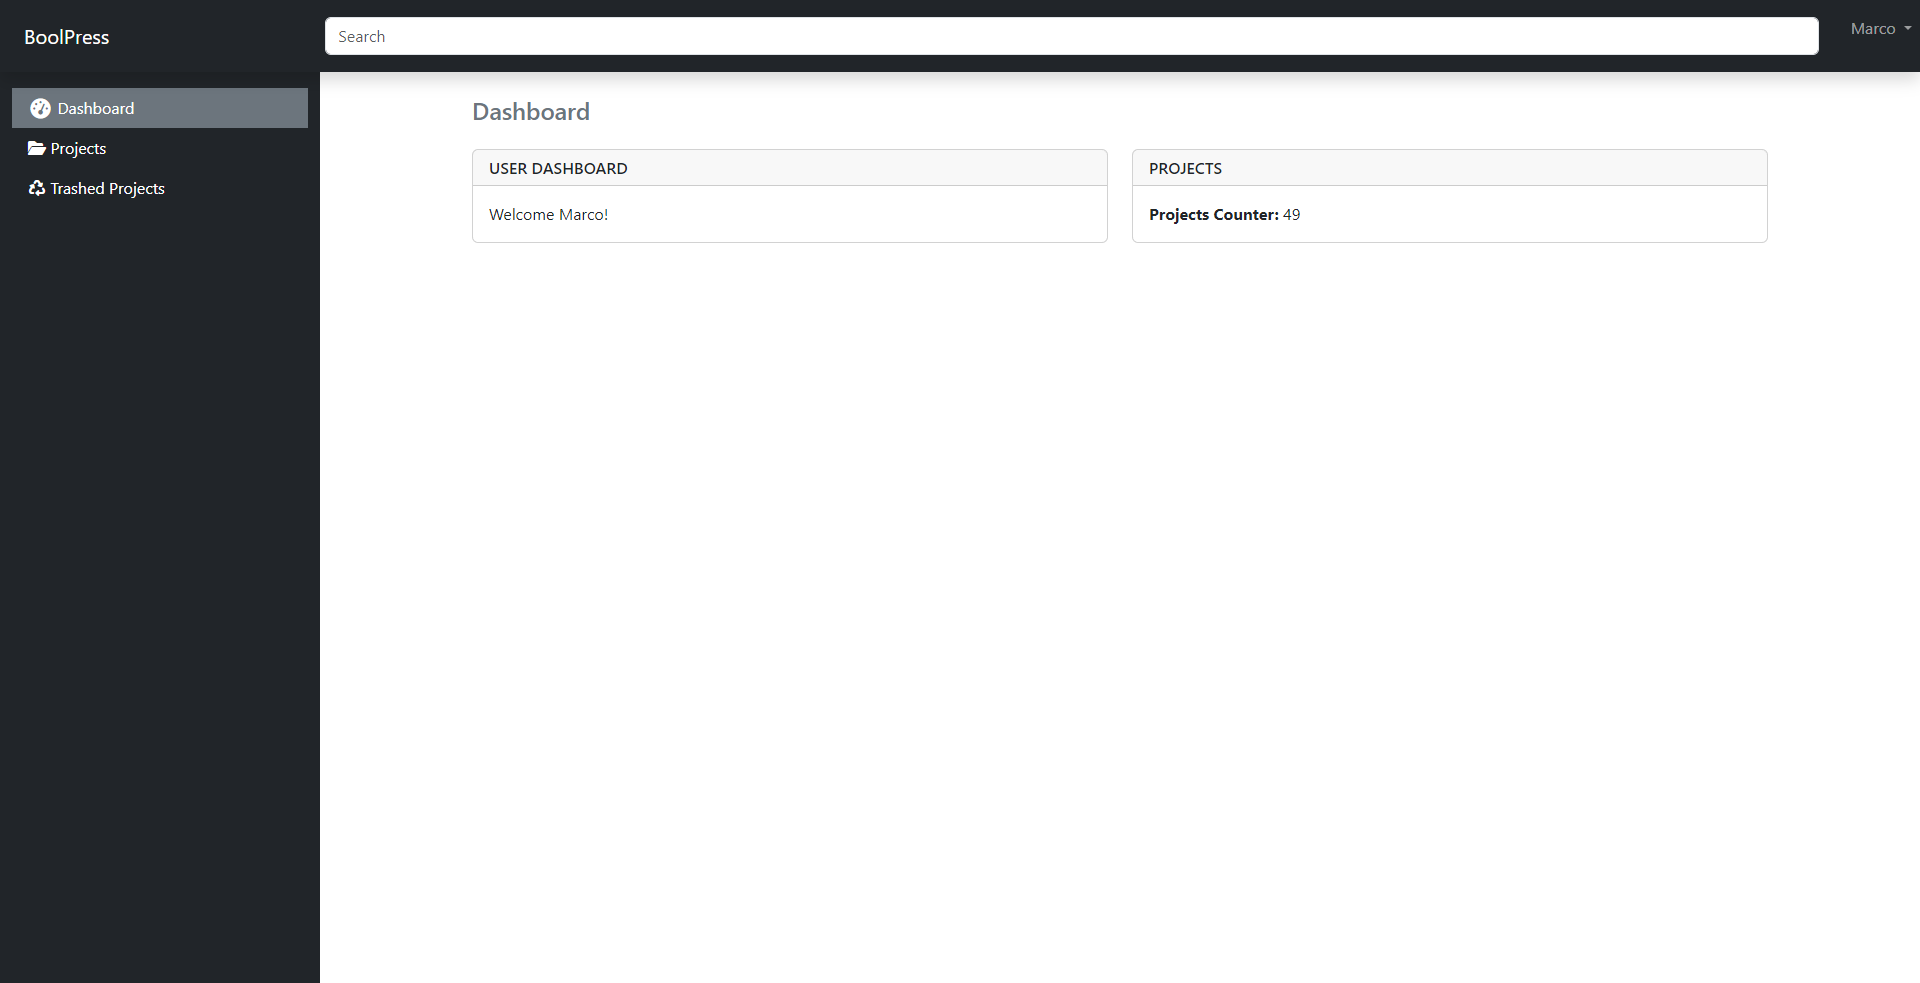 BoolPress
Search
Marco
Dashboard
Projects
Trashed Projects
Dashboard
USER DASHBOARD
Welcome Marco!
PROJECTS
Projects Counter: 49